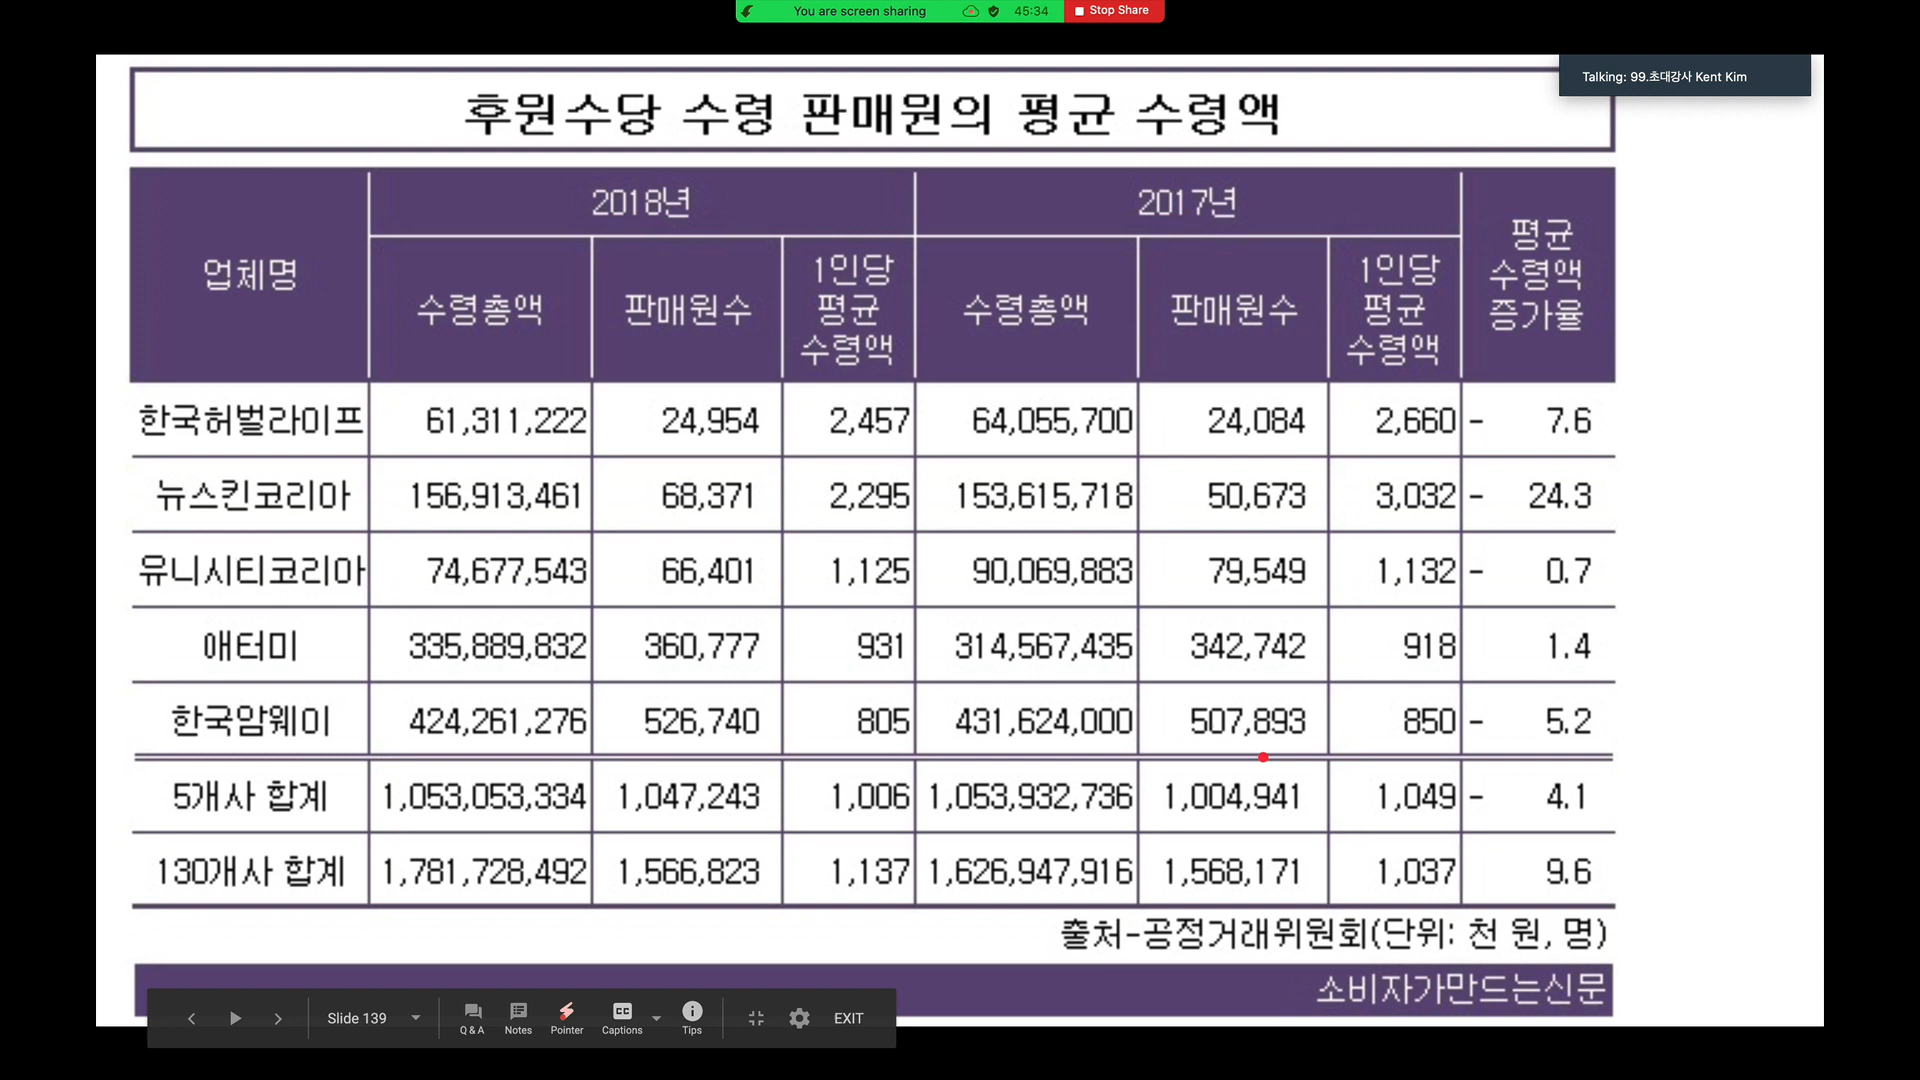 You are screen sharing 45:34 Stop Share
Talking: 99.초대강사 Kent Kim
후원수당 수령 판매원의 평균 수령액
업체명 2018년 2017년 평균 수령액 증가율
수령총액 판매원수 1인당 평균 수령액 수령총액 판매원수 1인당 평균 수령액
한국허벌라이프 61,311,222 24,954 2,457 64,055,700 24,084 2,660 - 7.6
뉴스킨코리아 156,913,461 68,371 2,295 153,615,718 50,673 3,032 - 24.3
유니시티코리아 74,677,543 66,401 1,125 90,069,883 79,549 1,132 - 0.7
애터미 335,889,832 360,777 931 314,567,435 342,742 918 1.4
한국암웨이 424,261,276 526,740 805 431,624,000 507,893 850 - 5.2
5개사 합계 1,053,053,334 1,047,243 1,006 1,053,932,736 1,004,941 1,049 - 4.1
130개사 합계 1,781,728,492 1,566,823 1,137 1,626,947,916 1,568,171 1,037 9.6
출처-공정거래위원회(단위: 천 원, 명)
소비자가만드는신문
Slide 139 Q & A Notes Pointer CC Captions Tips EXIT